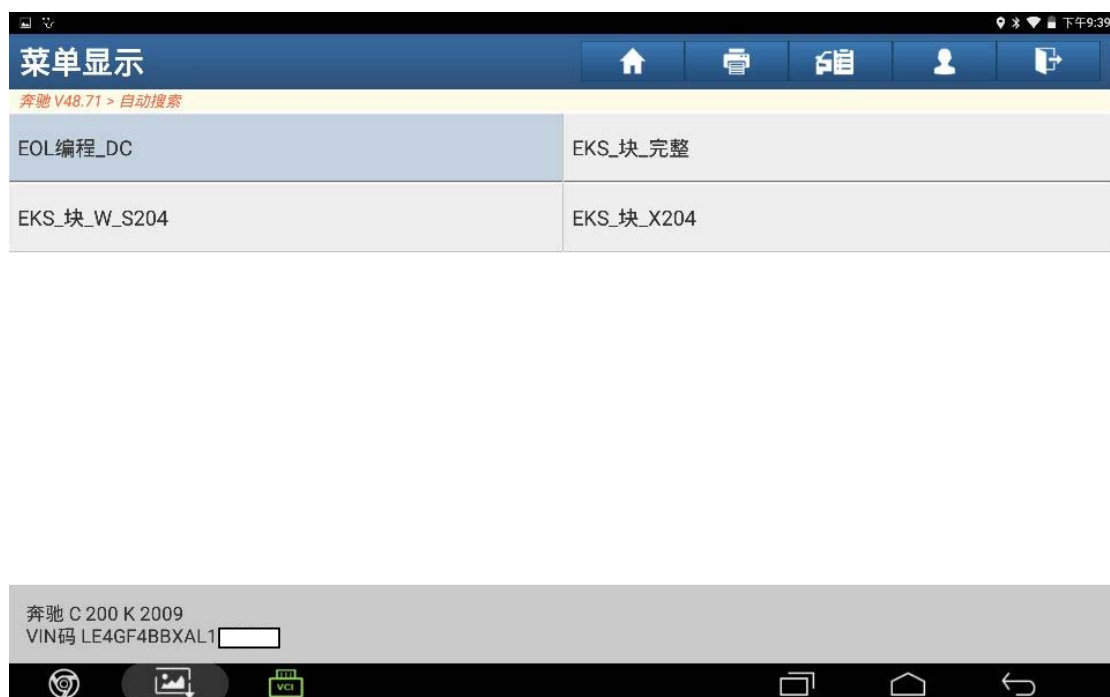 下午9:39
菜单显示
奔驰 V48.71 > 自动搜索
EOL编程_DC
EKS_块_完整
EKS_块_W_S204
EKS_块_X204
奔驰 C 200 K 2009
VIN码 LE4GF4BBXAL1
VCI